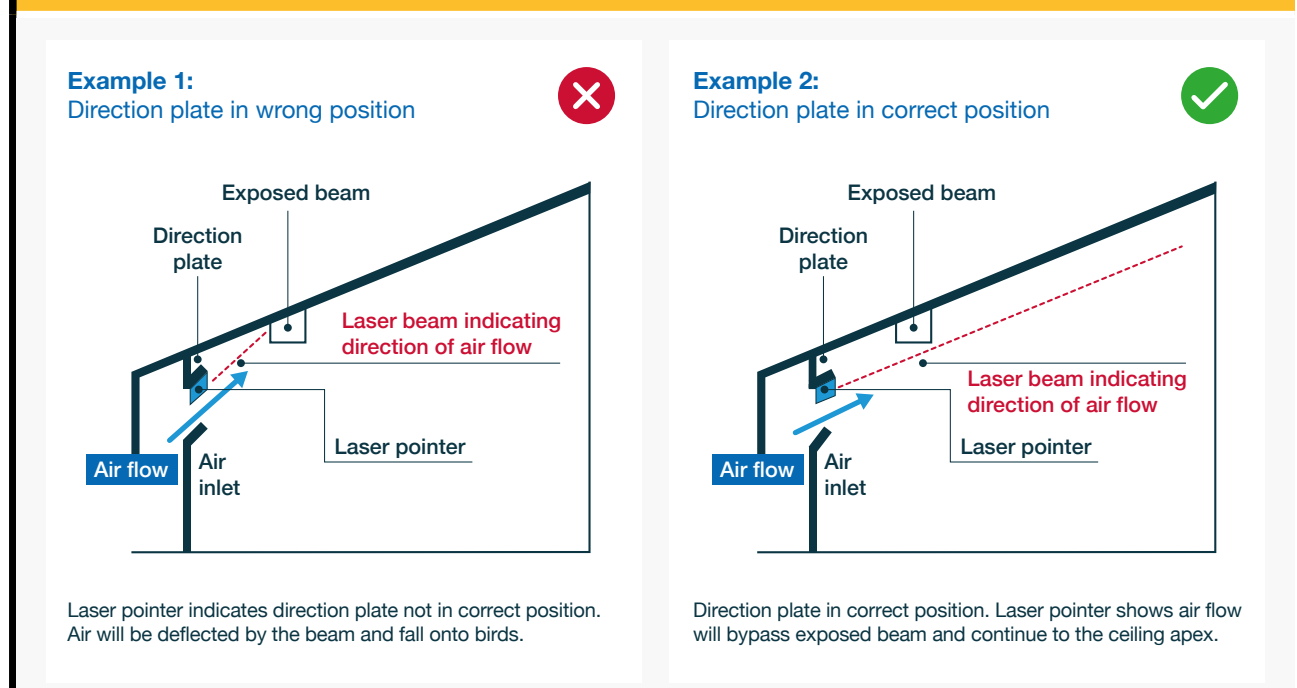 Example 1:
Direction plate in wrong position
Exposed beam
Direction
plate
Laser beam indicating
direction of air flow
Laser pointer
Air flow
Air
inlet
Laser pointer indicates direction plate not in correct position.
Air will be deflected by the beam and fall onto birds.
Example 2:
Direction plate in correct position
Exposed beam
Direction
plate
Laser beam indicating
direction of air flow
Laser pointer
Air flow
Air
inlet
Direction plate in correct position. Laser pointer shows air flow
will bypass exposed beam and continue to the ceiling apex.